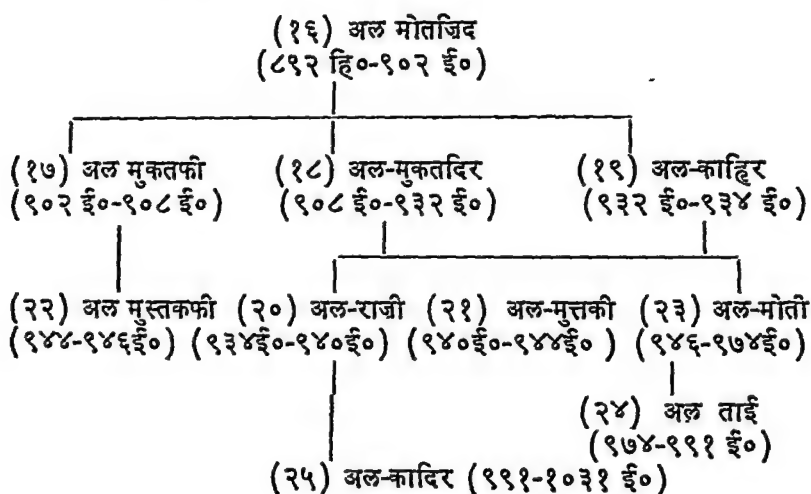 (१६) अल मोतजिद
(८९२ हि०-९०२ ई०)
(१७) अल मुकतफी (१८) अल-मुकतदिर (१९) अल-काहिर
(९०२ ई०-९०८ ई०) (९०८ ई०-९३२ ई०) (९३२ ई०-९३४ ई०)
(२२) अल मुस्तकफी (२०) अल-राजी (२१) अल-मुत्तकी (२३) अल-मोती
(९४४-९४६ई०) (९३४ई०-९४०ई०) (९४०ई०-९४४ई० ) (९४६-९७४ई०)
(२४) अल ताई
(९७४-९९१ ई०)
(२५) अल-कादिर (९९१-१०३१ ई०)